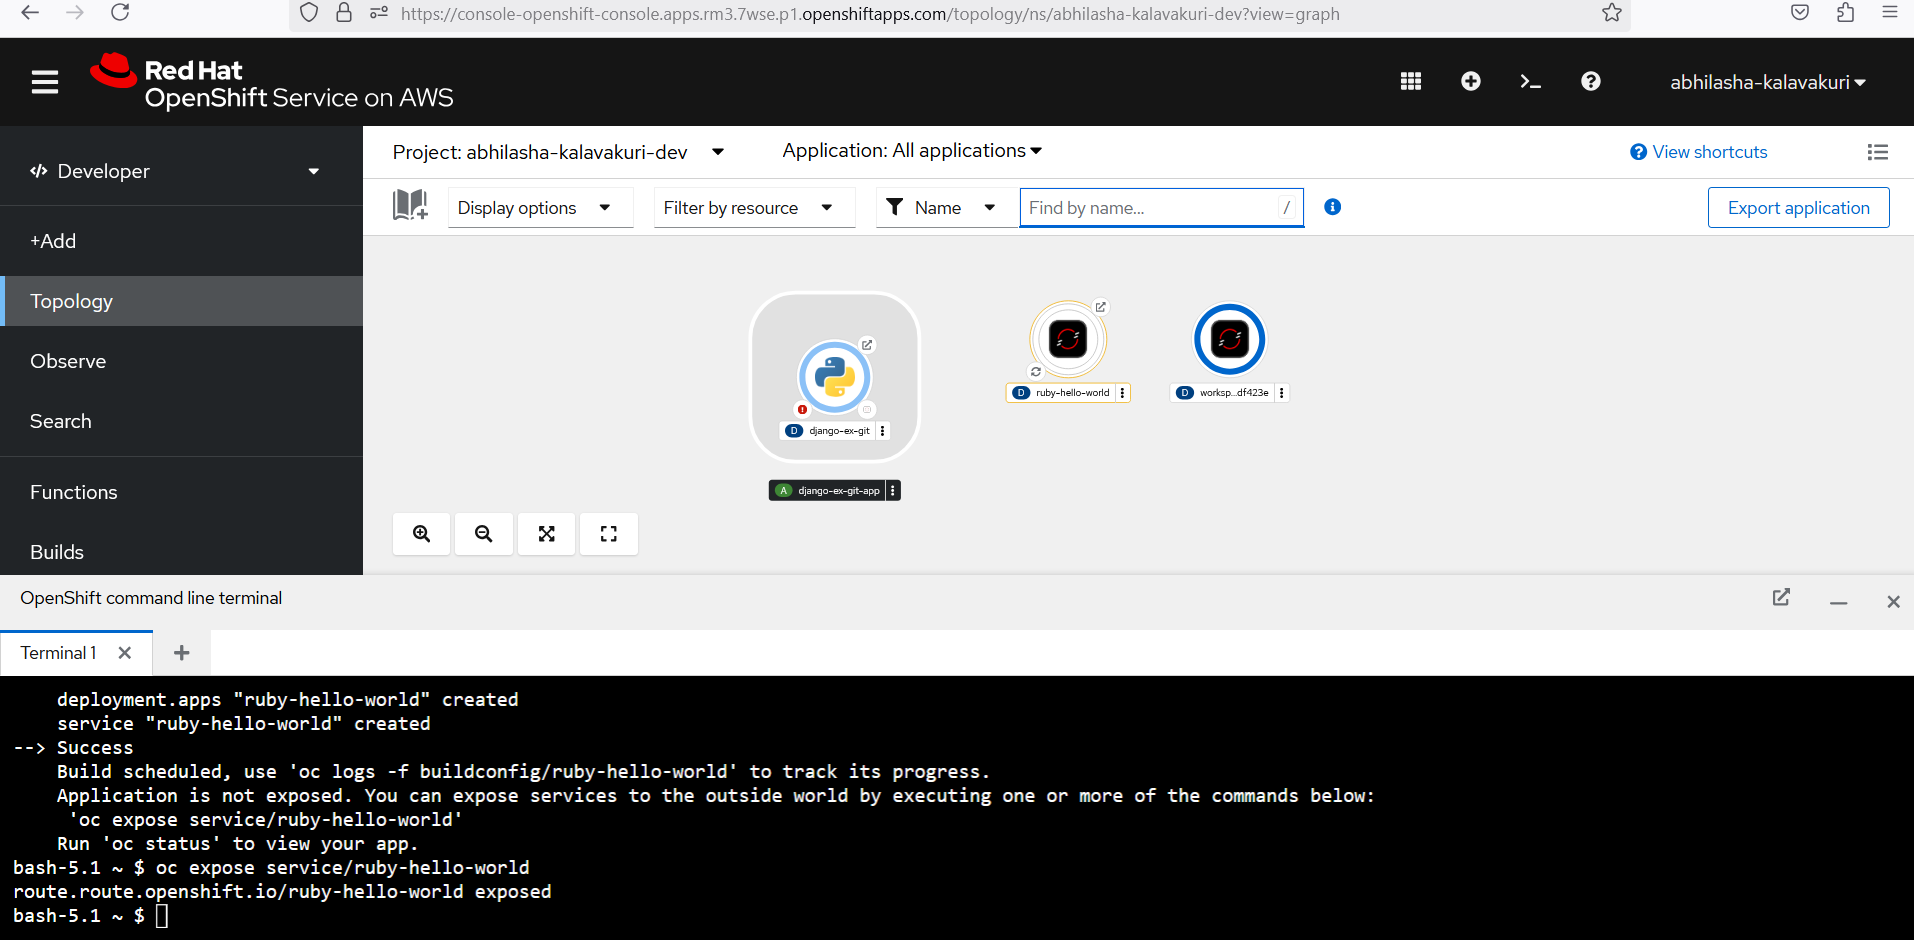 https://console-openshift-console.apps.rm3.7wse.p1.openshiftapps.com/topology/ns/abhilasha-kalavakuri-dev?view=graph
Red Hat
OpenShift Service on AWS
abhilasha-kalavakuri
Developer
Project: abhilasha-kalavakuri-dev
Application: All applications
View shortcuts
Display options
Filter by resource
Name
Find by name...
/
Export application
+Add
Topology
Observe
Search
Functions
Builds
D ruby-hello-world
D worksp...df423e
D django-ex-git
A django-ex-git-app
OpenShift command line terminal
Terminal 1
deployment.apps "ruby-hello-world" created
service "ruby-hello-world" created
--> Success
Build scheduled, use 'oc logs -f buildconfig/ruby-hello-world' to track its progress.
Application is not exposed. You can expose services to the outside world by executing one or more of the commands below:
'oc expose service/ruby-hello-world'
Run 'oc status' to view your app.
bash-5.1 ~ $ oc expose service/ruby-hello-world
route.route.openshift.io/ruby-hello-world exposed
bash-5.1 ~ $